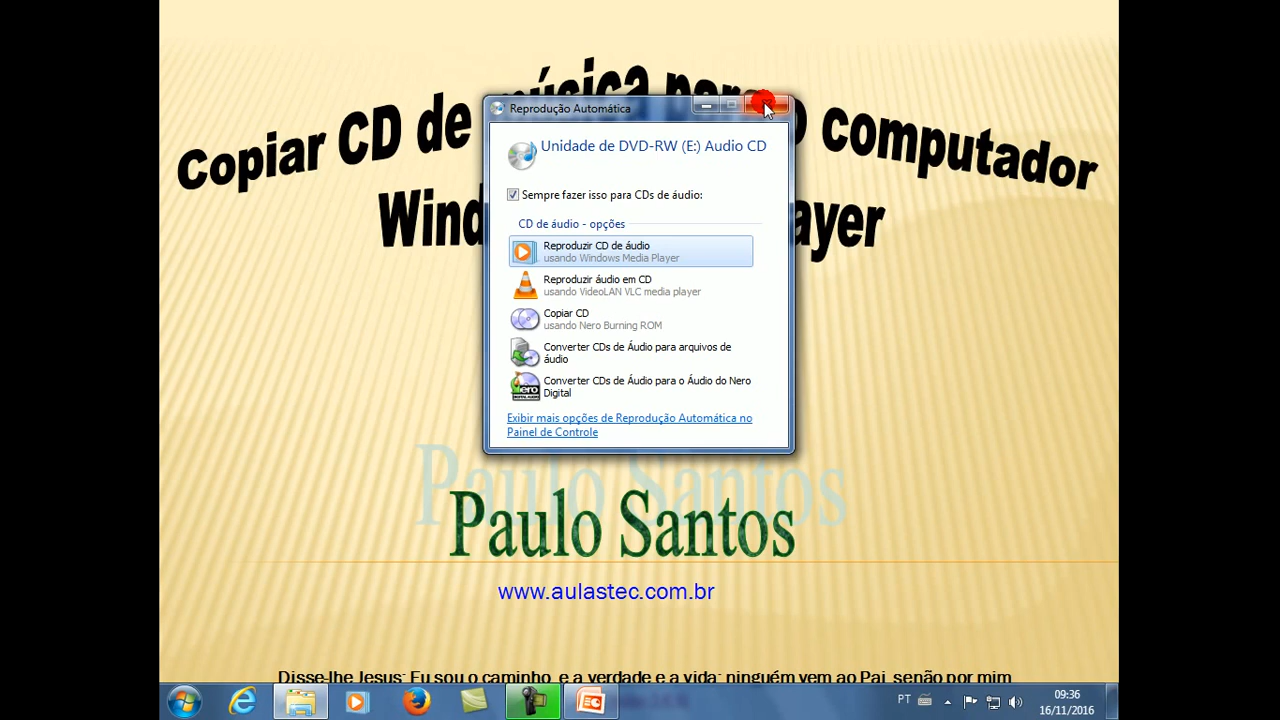 Copiar CD de música para o computador
Reprodução Automática
Unidade de DVD-RW (E:) Audio CD
Sempre fazer isso para CDs de áudio:
CD de áudio - opções
Reproduzir CD de áudio
usando Windows Media Player
Reproduzir áudio em CD
usando VideoLAN VLC media player
Copiar CD
usando Nero Burning ROM
Converter CDs de Áudio para arquivos de
áudio
Converter CDs de Áudio para o Áudio do Nero
Digital
Exibir mais opções de Reprodução Automática no
Painel de Controle
Paulo Santos
www.aulastec.com.br
Disse-lhe Jesus: Eu sou o caminho, e a verdade e a vida; ninguém vem ao Pai, senão por mim
PT
09:36
16/11/2016